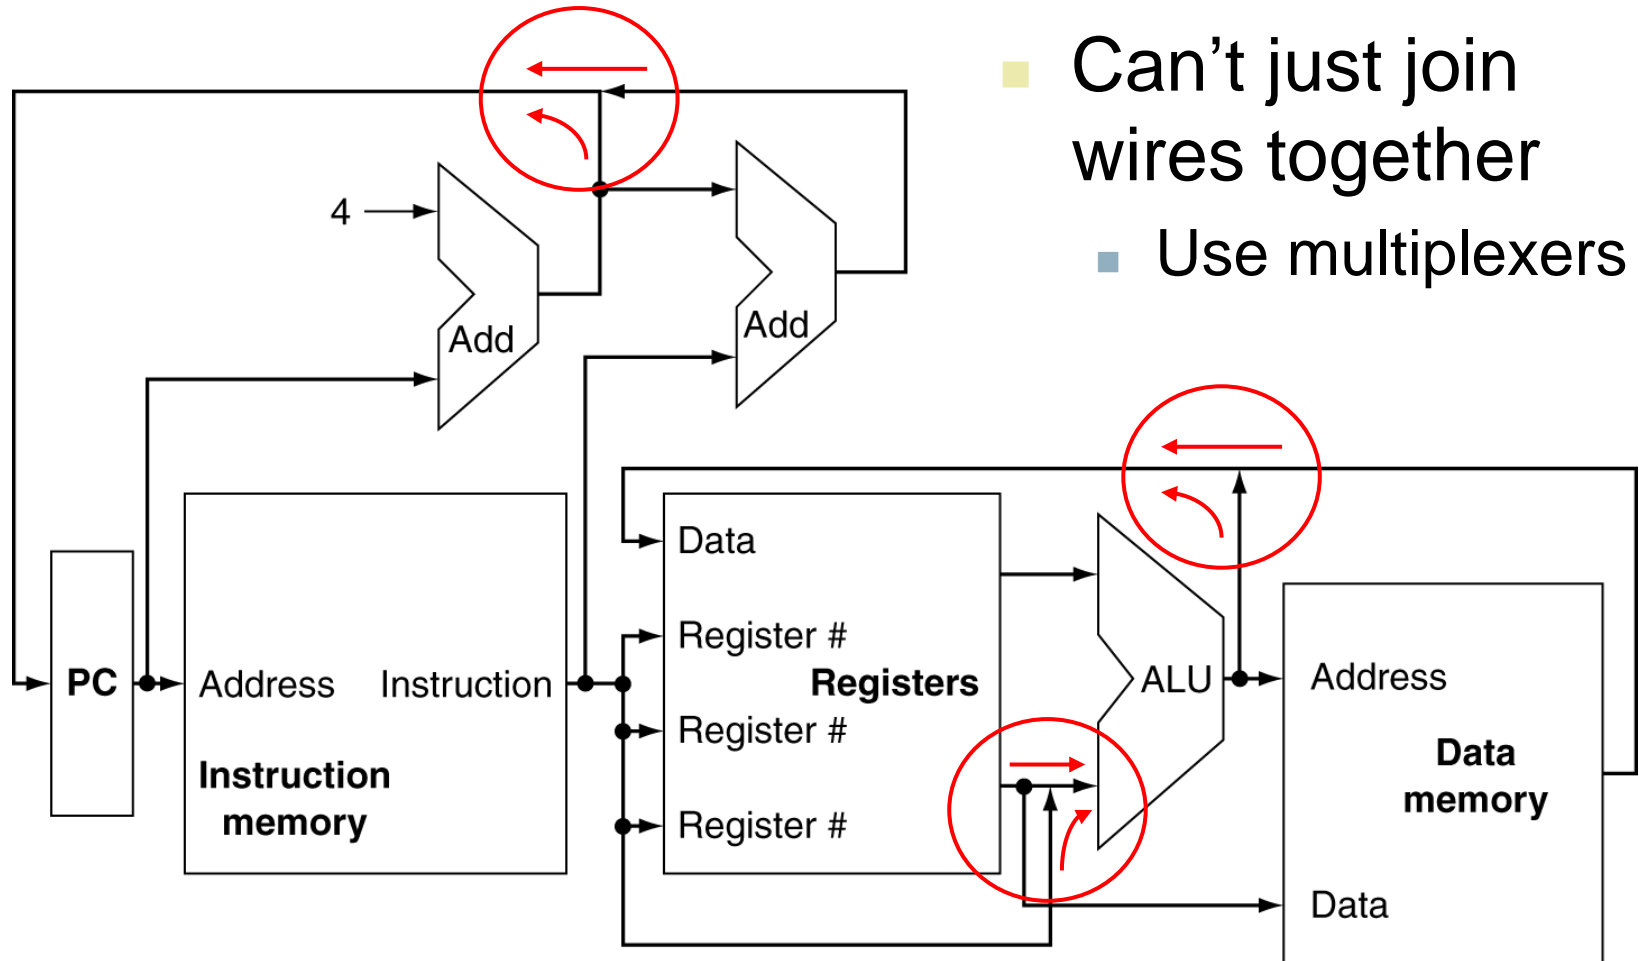 Can’t just join
wires together
Use multiplexers
4
Add
Add
PC
Address
Instruction
Instruction
memory
Data
Register #
Registers
Register #
Register #
ALU
Address
Data
memory
Data